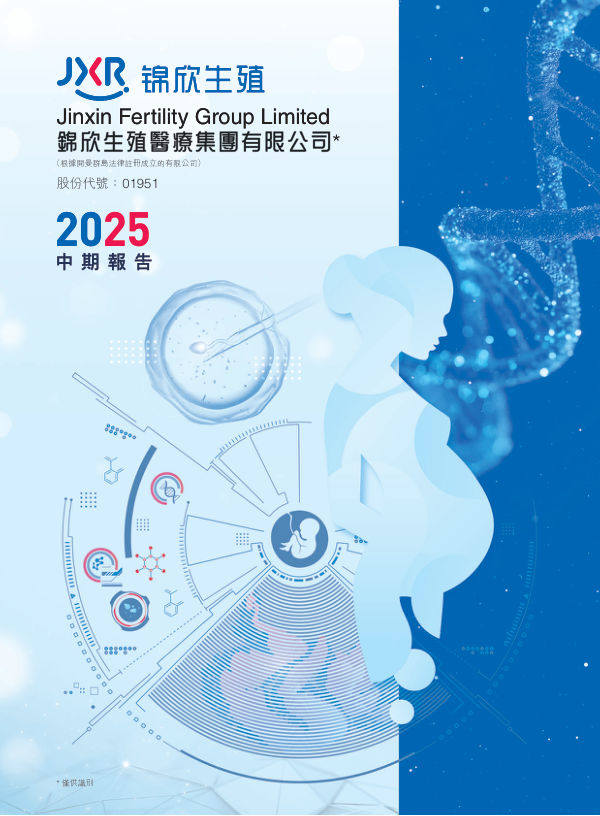 JXR 锦欣生殖
Jinxin Fertility Group Limited
錦欣生殖醫療集團有限公司*
(根據開曼群島法律註冊成立的有限公司)
股份代號：01951
2025
中期報告
* 僅供識別